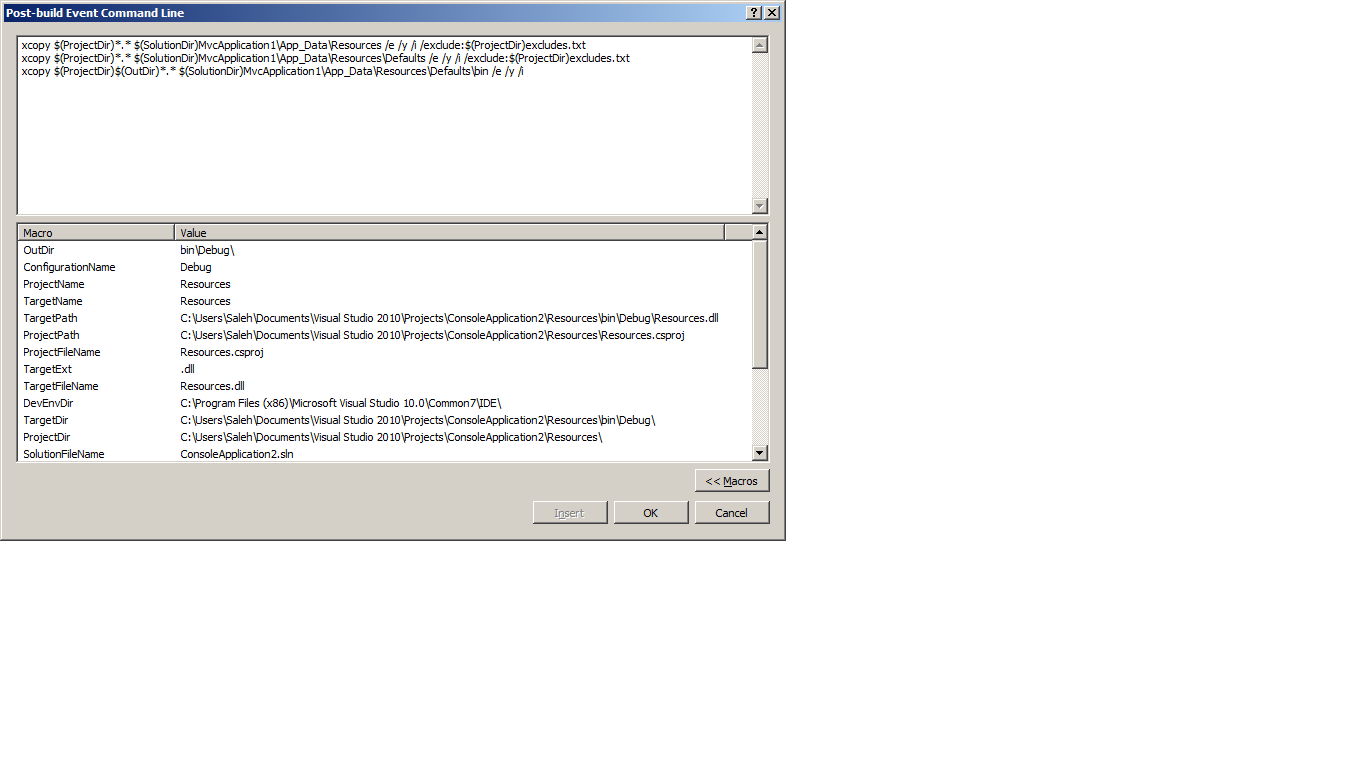 Post-build Event Command Line
xcopy $(ProjectDir)*.* $(SolutionDir)MvcApplication1\App_Data\Resources /e /y /i /exclude:$(ProjectDir)excludes.txt
xcopy $(ProjectDir)*.* $(SolutionDir)MvcApplication1\App_Data\Resources\Defaults /e /y /i /exclude:$(ProjectDir)excludes.txt
xcopy $(ProjectDir)$(OutDir)*.* $(SolutionDir)MvcApplication1\App_Data\Resources\Defaults\bin /e /y /i
Macro Value
OutDir bin\Debug\
ConfigurationName Debug
ProjectName Resources
TargetName Resources
TargetPath C:\Users\Saleh\Documents\Visual Studio 2010\Projects\ConsoleApplication2\Resources\bin\Debug\Resources.dll
ProjectPath C:\Users\Saleh\Documents\Visual Studio 2010\Projects\ConsoleApplication2\Resources\Resources.csproj
ProjectFileName Resources.csproj
TargetExt .dll
TargetFileName Resources.dll
DevEnvDir C:\Program Files (x86)\Microsoft Visual Studio 10.0\Common7\IDE\
TargetDir C:\Users\Saleh\Documents\Visual Studio 2010\Projects\ConsoleApplication2\Resources\bin\Debug\
ProjectDir C:\Users\Saleh\Documents\Visual Studio 2010\Projects\ConsoleApplication2\Resources\
SolutionFileName ConsoleApplication2.sln
<< Macros
Insert OK Cancel